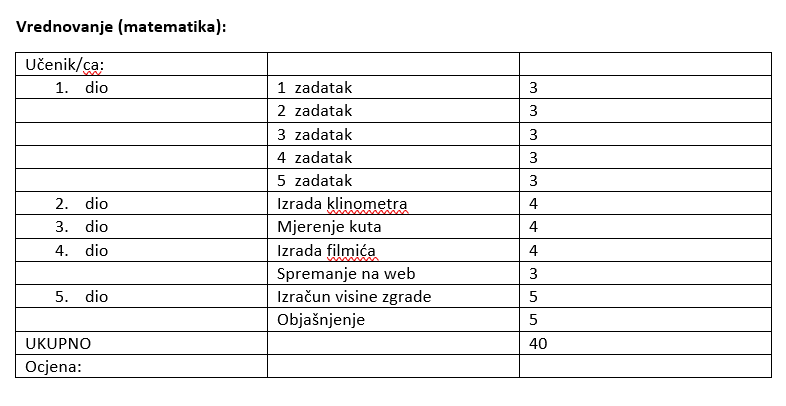 Vrednovanje (matematika):
Učenik/ca:
1. dio 1 zadatak 3
2 zadatak 3
3 zadatak 3
4 zadatak 3
5 zadatak 3
2. dio Izrada klinometra 4
3. dio Mjerenje kuta 4
4. dio Izrada filmića 4
Spremanje na web 3
5. dio Izračun visine zgrade 5
Objašnjenje 5
UKUPNO 40
Ocjena: